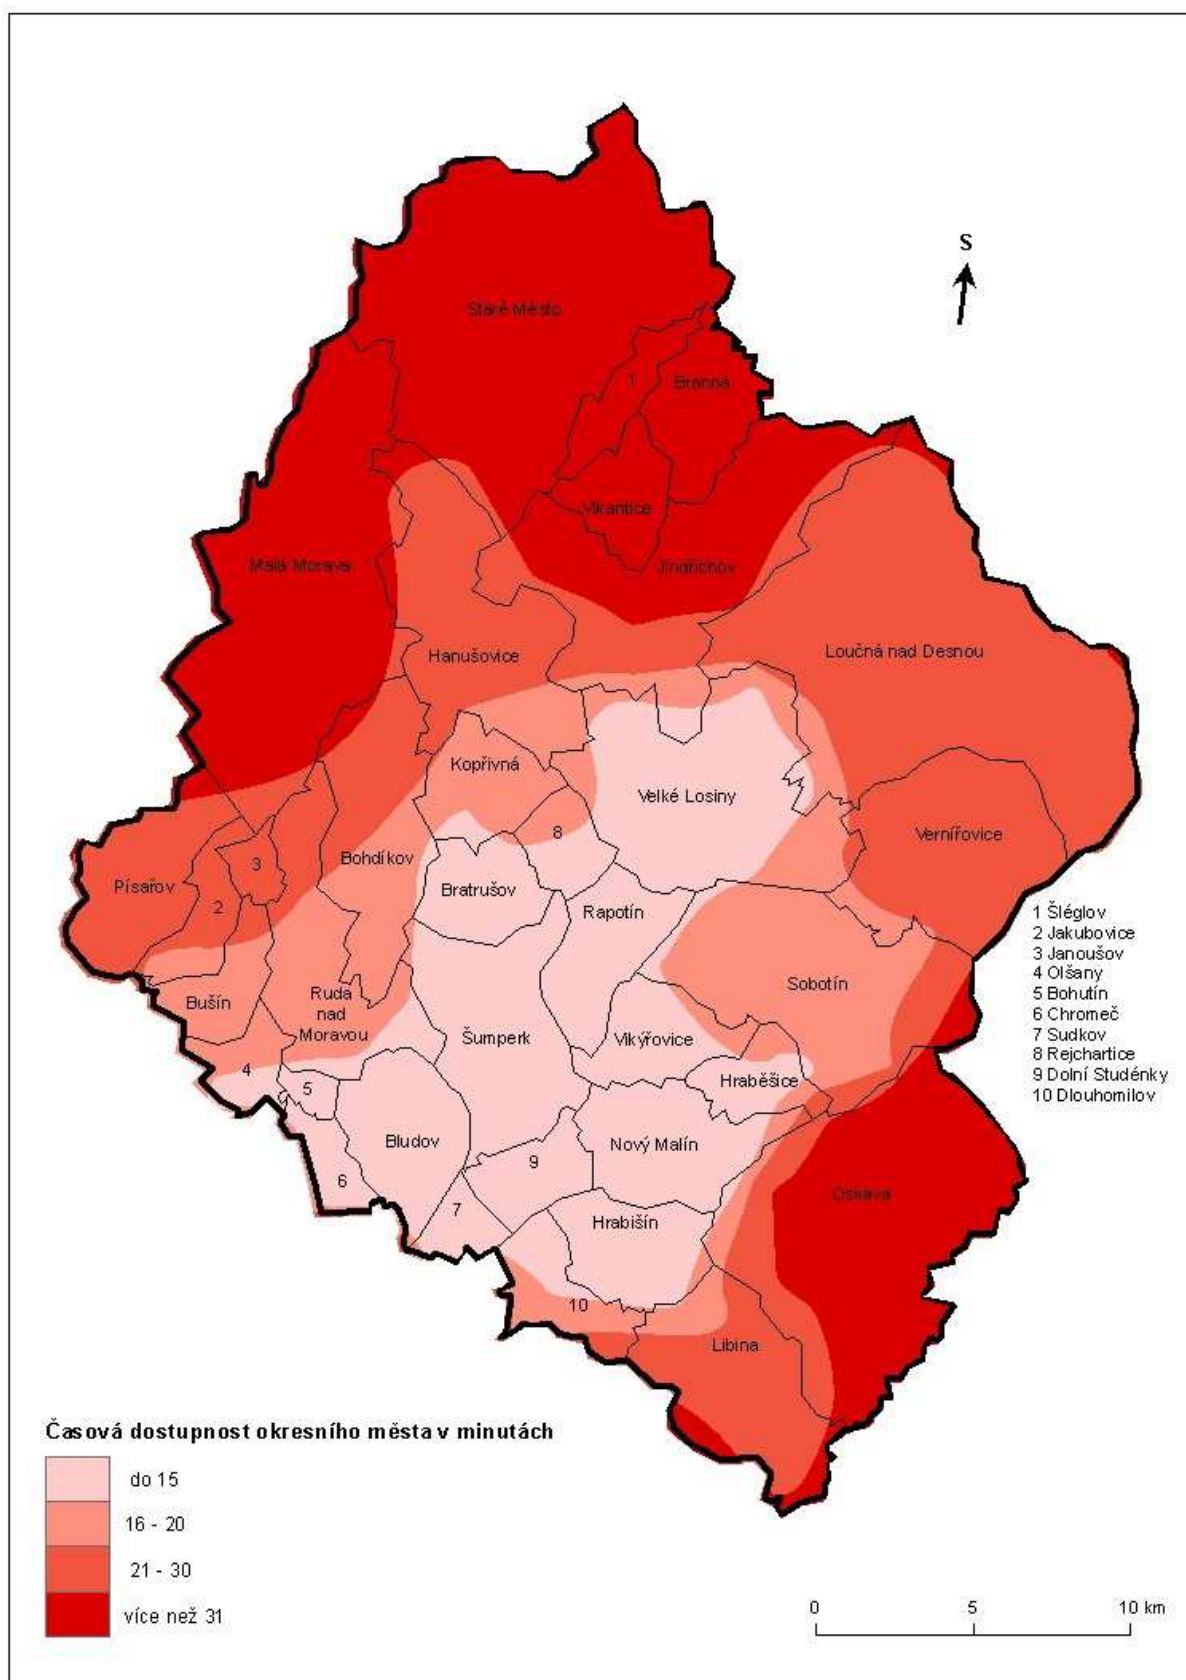 S
Staré Město
1
Branná
Vikantice
Malá Morava
Jindřichov
Hanušovice
Loučná nad Desnou
Kopřivná
Velké Losiny
8
Vernířovice
3
Bohdíkov
Písařov
Bratrušov
2
Rapotín
Sobotín
Bušín
Ruda
nad
Moravou
Šumperk
Vikýřovice
4
5
Hraběšice
Bludov
Nový Malín
9
6
7
Oskava
Hrabišín
10
Libina
1 Šléglov
2 Jakubovice
3 Janoušov
4 Olšany
5 Bohutín
6 Chromeč
7 Sudkov
8 Rejchartice
9 Dolní Studénky
10 Dlouhomilov
Časová dostupnost okresního města v minutách
do 15
16 - 20
21 - 30
více než 31
0 5 10 km